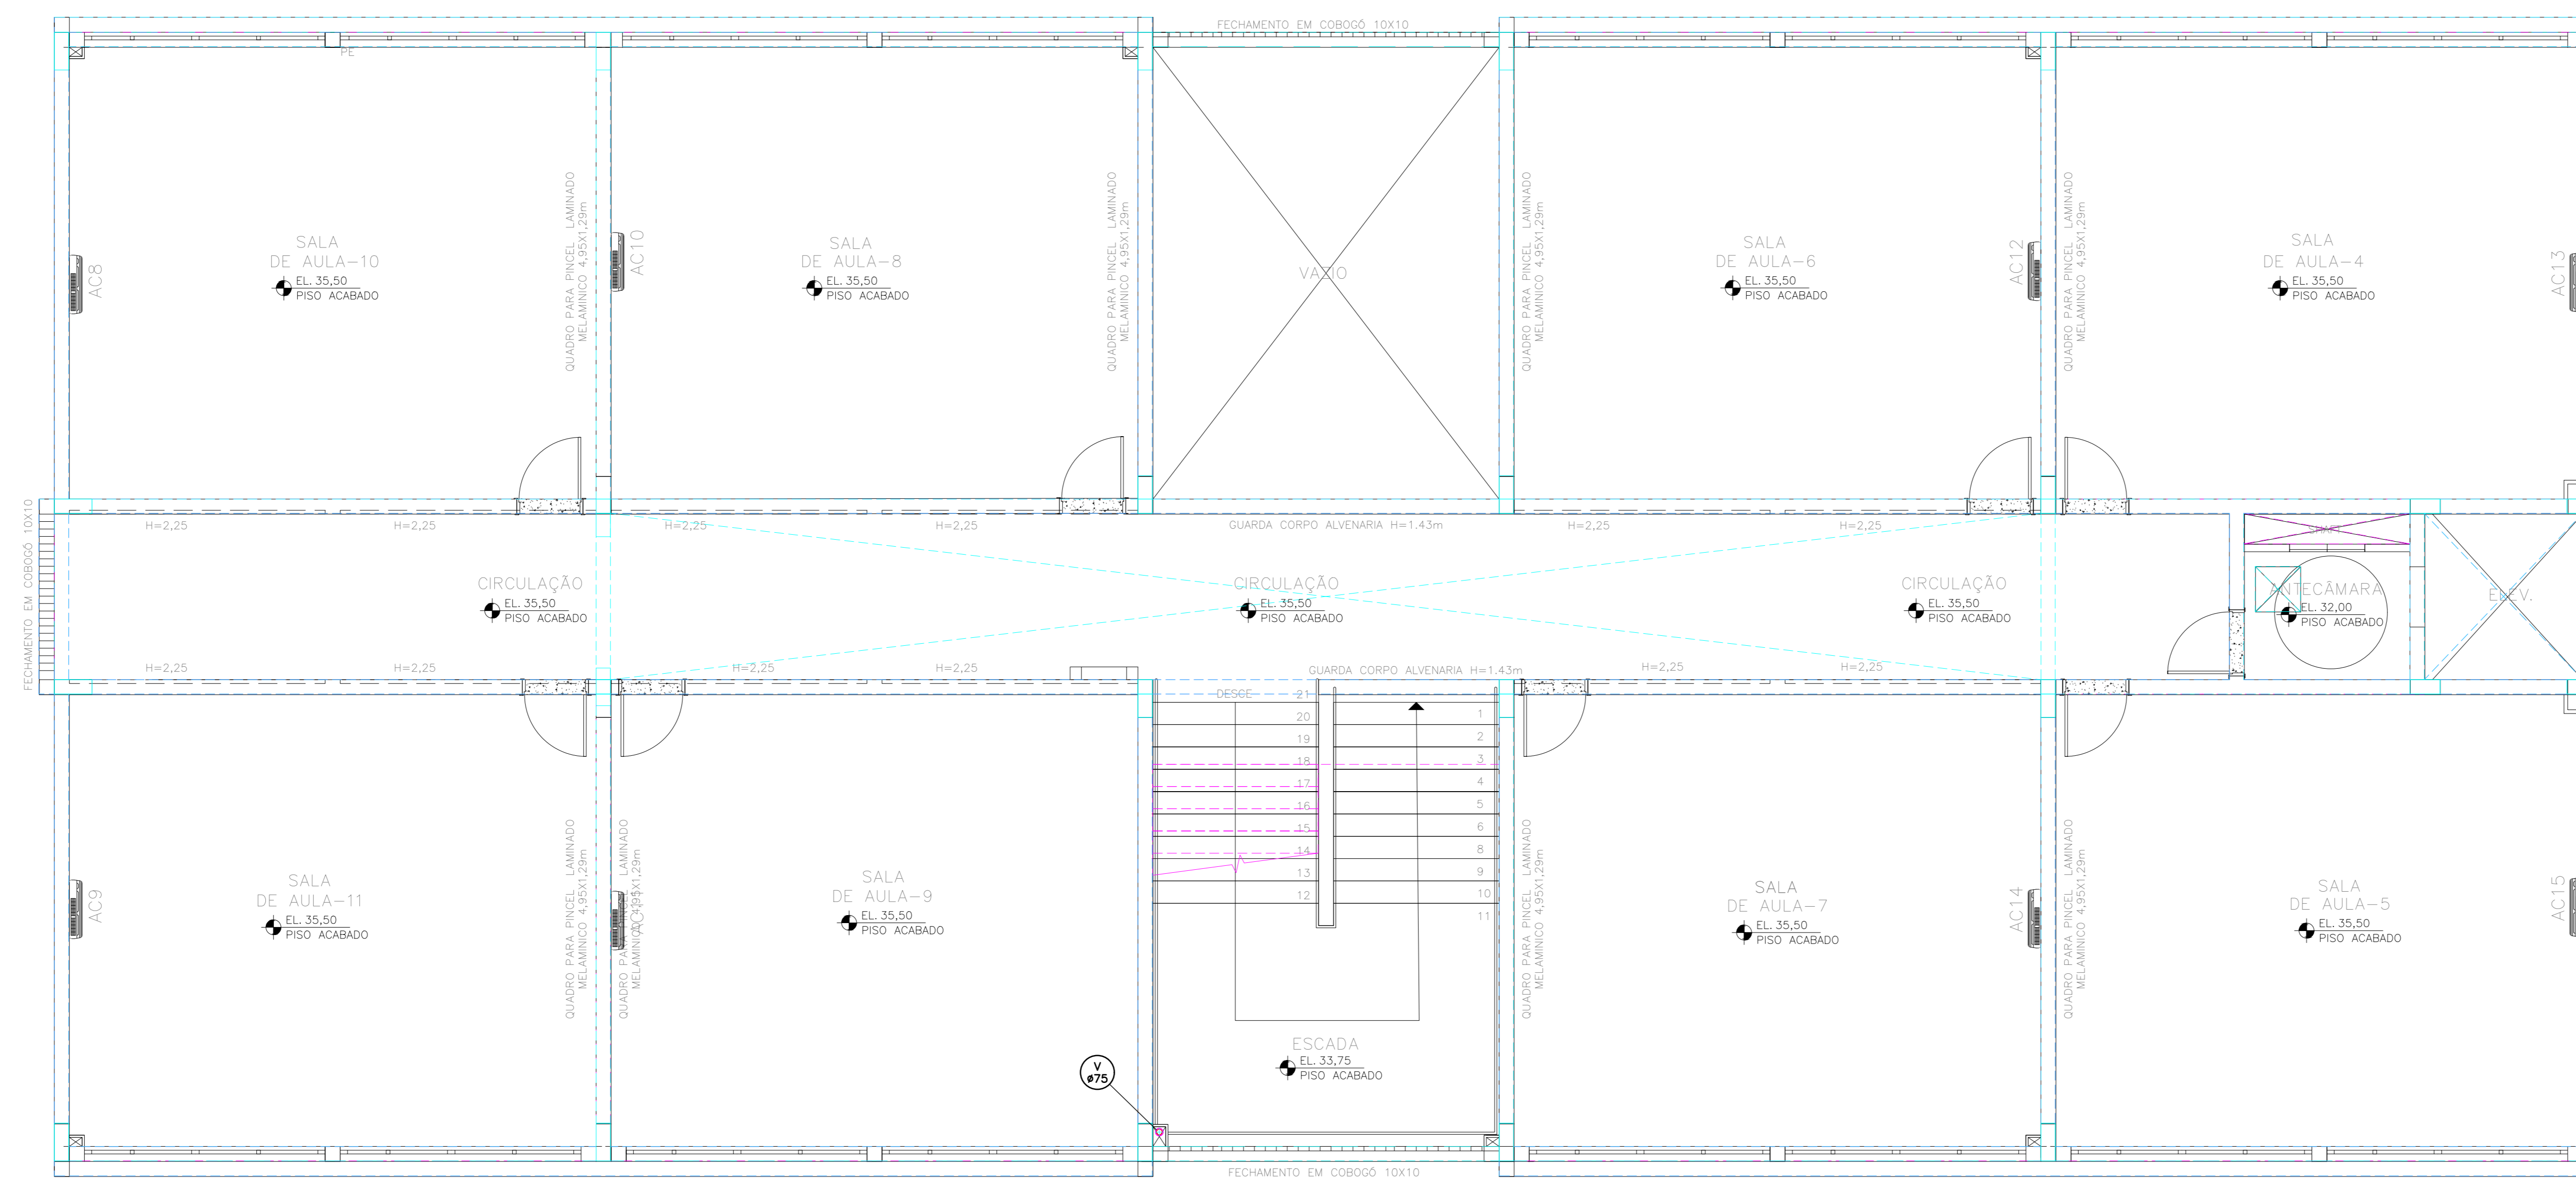 FECHAMENTO EM COBOGÓ 10X10
PE
SALA
DE AULA-10
EL. 35,50
PISO ACABADO
AC8
QUADRO PARA PINCEL LAMINADO
MELAMINICO 4,95X1,29m
AC10
SALA
DE AULA-8
EL. 35,50
PISO ACABADO
QUADRO PARA PINCEL LAMINADO
MELAMINICO 4,95X1,29m
VAZIO
QUADRO PARA PINCEL LAMINADO
MELAMINICO 4,95X1,29m
SALA
DE AULA-6
EL. 35,50
PISO ACABADO
AC12
QUADRO PARA PINCEL LAMINADO
MELAMINICO 4,95X1,29m
SALA
DE AULA-4
EL. 35,50
PISO ACABADO
AC13
FECHAMENTO EM COBOGÓ 10X10
H=2,25
H=2,25
H=2,25
H=2,25
GUARDA CORPO ALVENARIA H=1.43m
H=2,25
H=2,25
SHAFT
CIRCULAÇÃO
EL. 35,50
PISO ACABADO
CIRCULAÇÃO
EL. 35,50
PISO ACABADO
CIRCULAÇÃO
EL. 35,50
PISO ACABADO
ANTECÂMARA
EL. 32,00
PISO ACABADO
ELEV.
H=2,25
H=2,25
H=2,25
H=2,25
GUARDA CORPO ALVENARIA H=1.43m
H=2,25
H=2,25
DESCE
21
20
19
18
17
16
15
14
13
12
1
2
3
4
5
6
8
9
10
11
AC9
SALA
DE AULA-11
EL. 35,50
PISO ACABADO
QUADRO PARA PINCEL LAMINADO
MELAMINICO 4,95X1,29m
QUADRO PARA PINCEL LAMINADO
MELAMINICO 4,95X1,29m
SALA
DE AULA-9
EL. 35,50
PISO ACABADO
ESCADA
EL. 33,75
PISO ACABADO
V
ø75
QUADRO PARA PINCEL LAMINADO
MELAMINICO 4,95X1,29m
SALA
DE AULA-7
EL. 35,50
PISO ACABADO
AC14
QUADRO PARA PINCEL LAMINADO
MELAMINICO 4,95X1,29m
SALA
DE AULA-5
EL. 35,50
PISO ACABADO
AC15
FECHAMENTO EM COBOGÓ 10X10